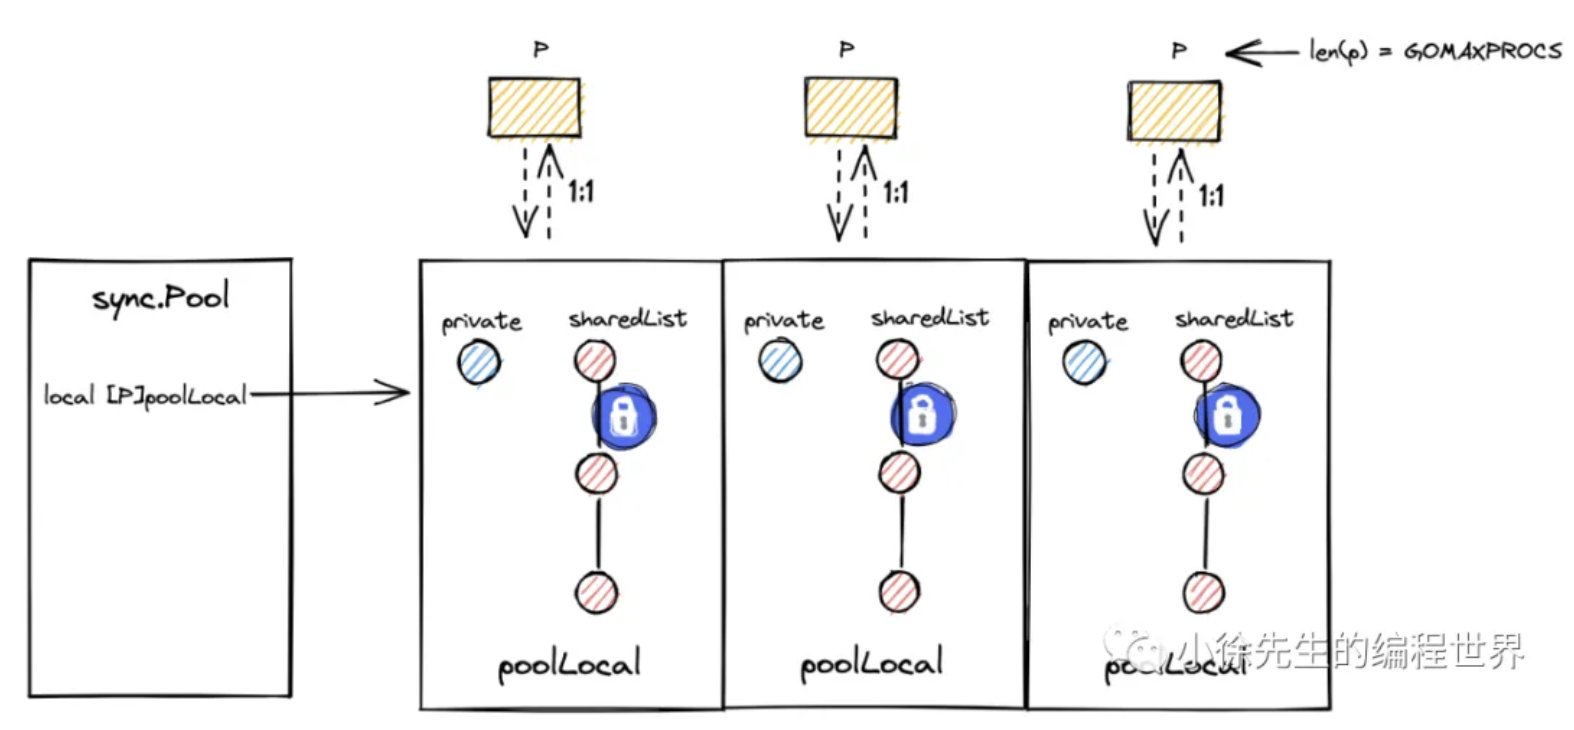 P
P
P
len(p) = GOMAXPROCS
1:1
1:1
1:1
sync.Pool
local [P]poolLocal
private
sharedList
private
sharedList
private
sharedList
poolLocal
poolLocal
poolLocal
小徐先生的编程世界